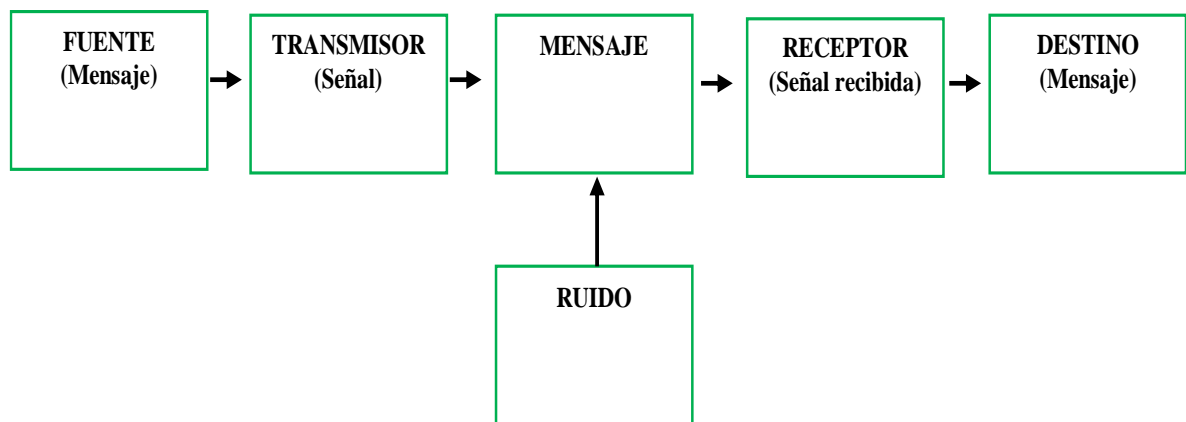 FUENTE
(Mensaje)
TRANSMISOR
(Señal)
MENSAJE
RECEPTOR
(Señal recibida)
DESTINO
(Mensaje)
RUIDO